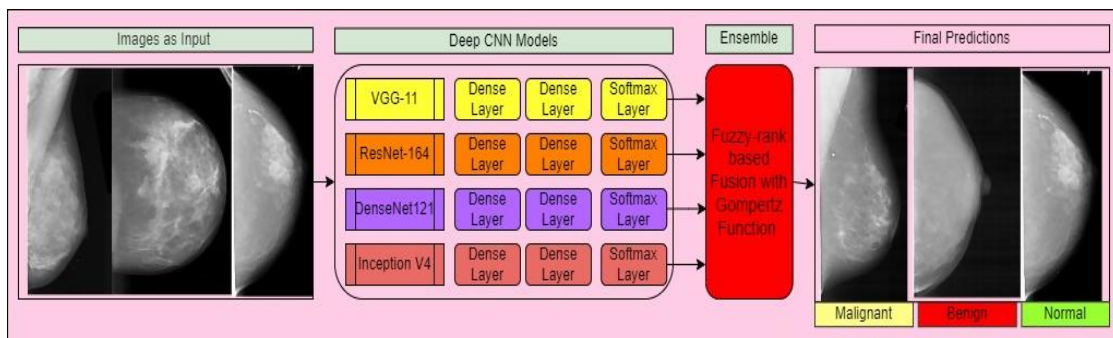 Images as Input
Deep CNN Models
Ensemble
Final Predictions
VGG-11
Dense
Layer
Dense
Layer
Softmax
Layer
ResNet-164
Dense
Layer
Dense
Layer
Softmax
Layer
DenseNet121
Dense
Layer
Dense
Layer
Softmax
Layer
Inception V4
Dense
Layer
Dense
Layer
Softmax
Layer
Fuzzy-rank
based
Fusion with
Gompertz
Function
Malignant
Benign
Normal